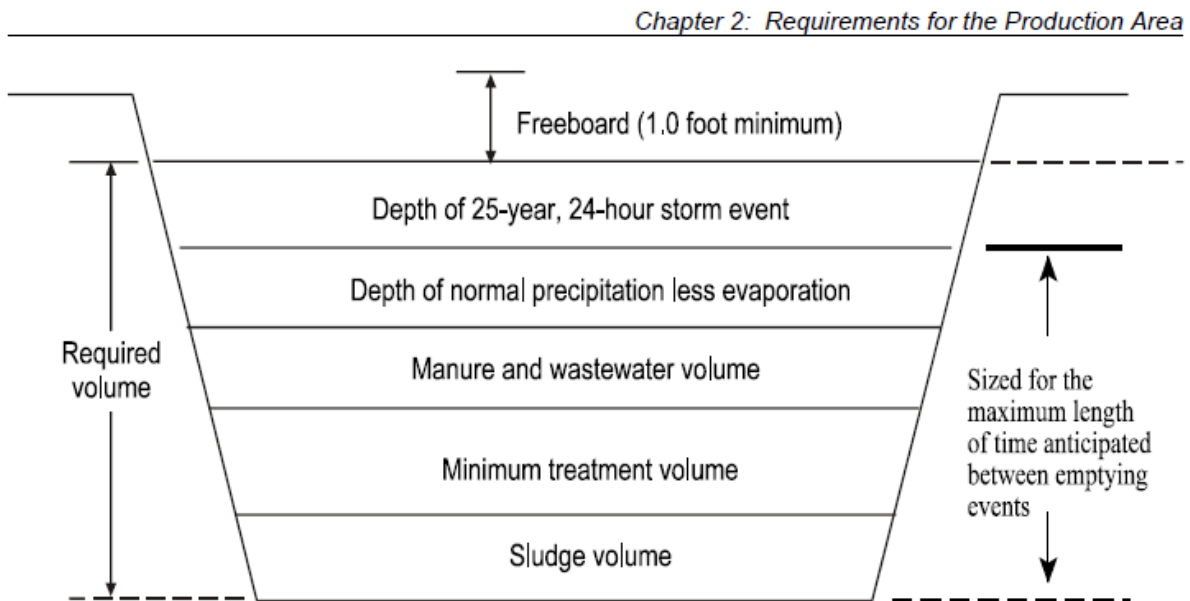 Chapter 2: Requirements for the Production Area
Freeboard (1.0 foot minimum)
Depth of 25-year, 24-hour storm event
Depth of normal precipitation less evaporation
Required
volume
Manure and wastewater volume
Sized for the
maximum length
of time anticipated
between emptying
events
Minimum treatment volume
Sludge volume